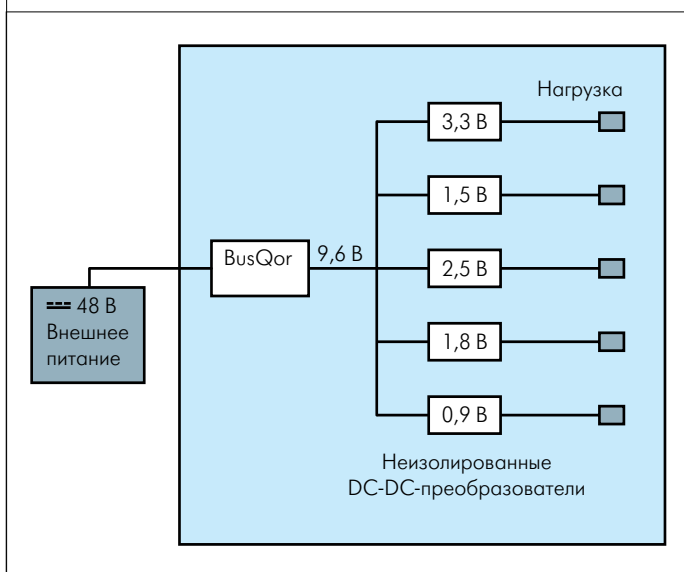 Нагрузка
3,3 В
1,5 В
BusQor
9,6 В
2,5 В
48 В
Внешнее
питание
1,8 В
0,9 В
Неизолированные
DC-DC-преобразователи